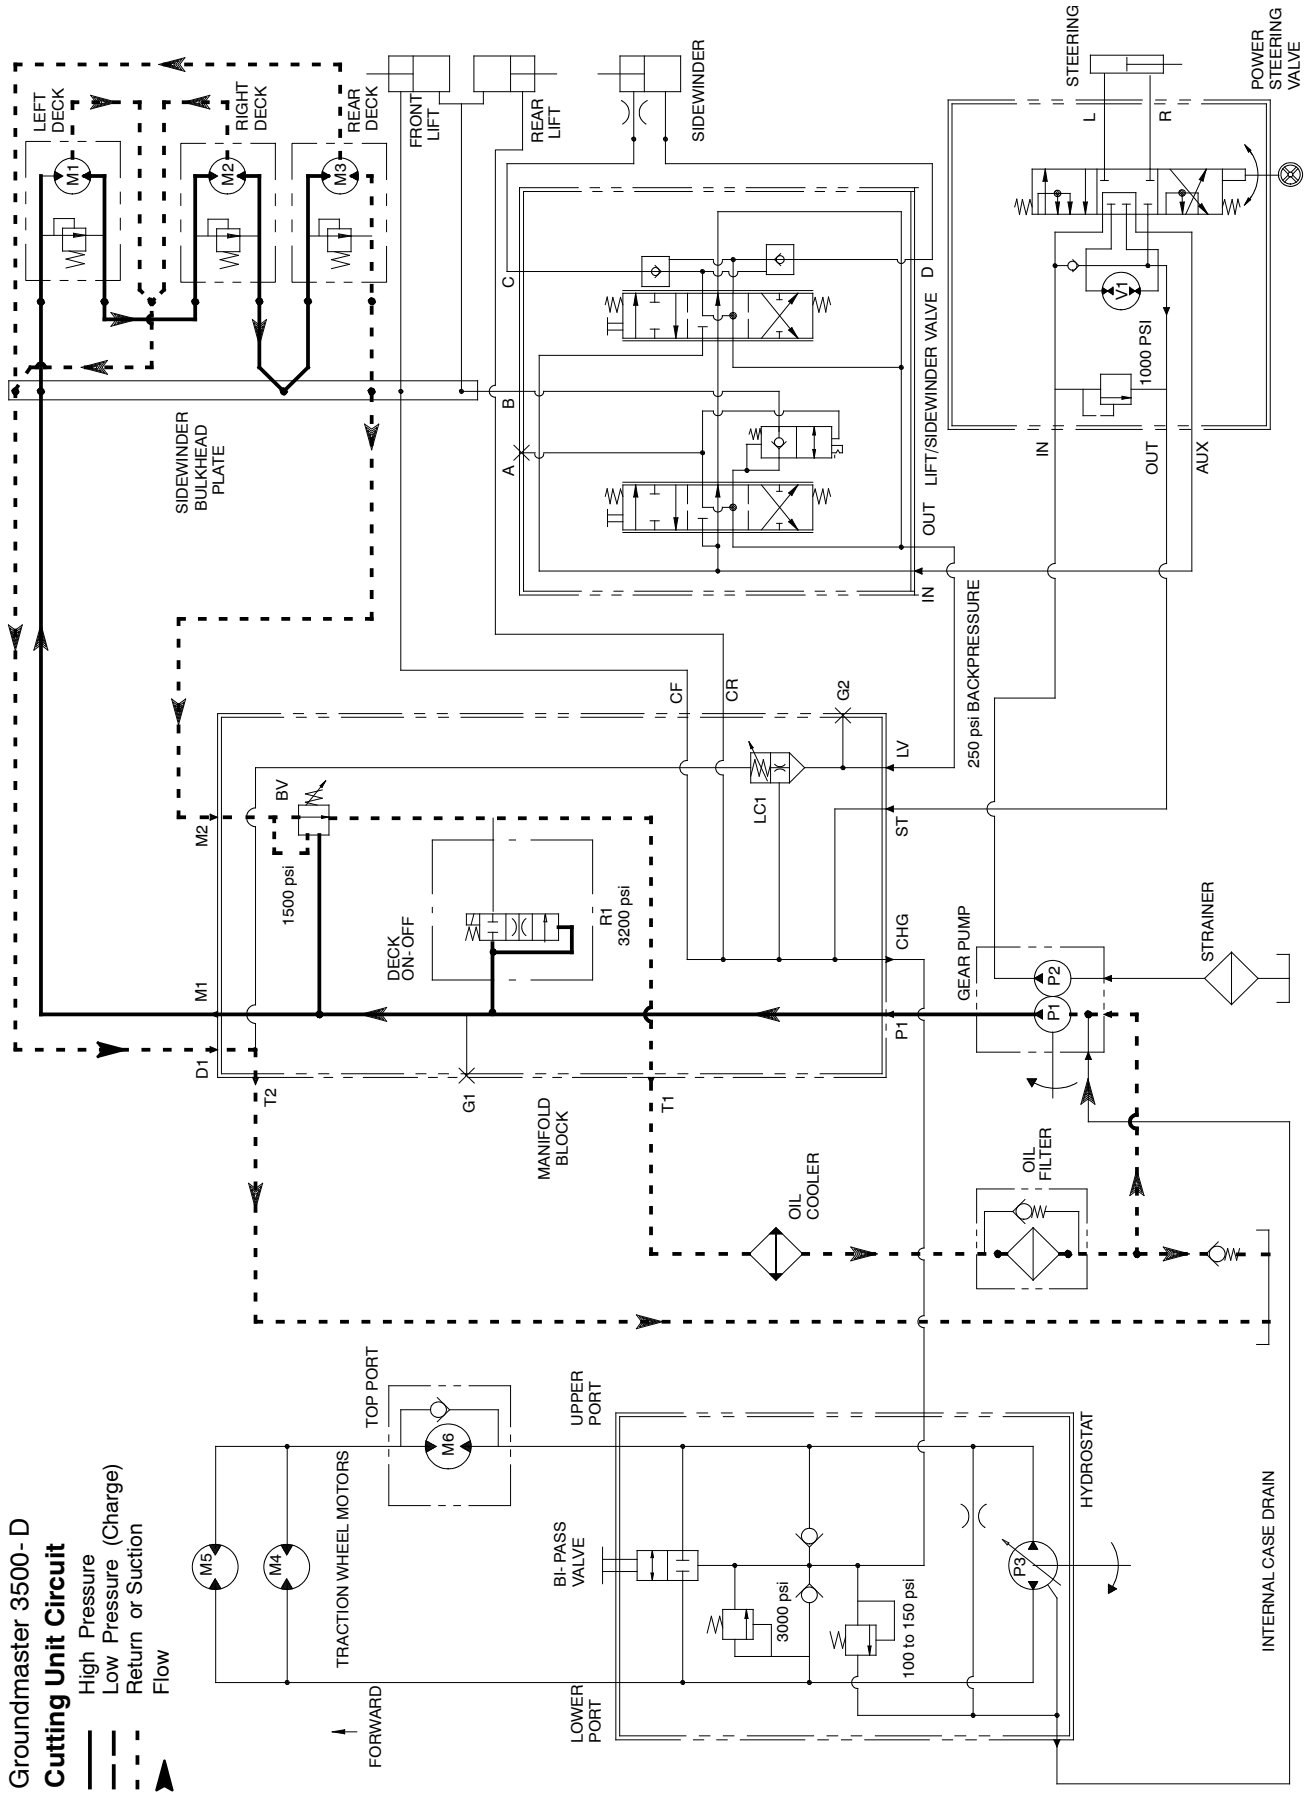 Groundmaster 3500- D
Cutting Unit Circuit
High Pressure
Low Pressure (Charge)
Return or Suction
Flow
FORWARD
TRACTION WHEEL MOTORS
M5
M4
TOP PORT
M6
LOWER
PORT
UPPER
PORT
BI- PASS
VALVE
3000 psi
100 to 150 psi
P3
HYDROSTAT
INTERNAL CASE DRAIN
D1
T2
M1
M2
G1
MANIFOLD
BLOCK
T1
1500 psi
BV
DECK
ON- OFF
R1
3200 psi
LC1
CF
CR
G2
LV
ST
CHG
P1
250 psi BACKPRESSURE
OIL
COOLER
OIL
FILTER
GEAR PUMP
P1
P2
STRAINER
SIDEWINDER
BULKHEAD
PLATE
LEFT
DECK
M1
RIGHT
DECK
M2
REAR
DECK
M3
FRONT
LIFT
REAR
LIFT
SIDEWINDER
A
B
C
D
IN
OUT
LIFT/SIDEWINDER VALVE
IN
OUT
AUX
1000 PSI
V1
L
R
STEERING
POWER
STEERING
VALVE